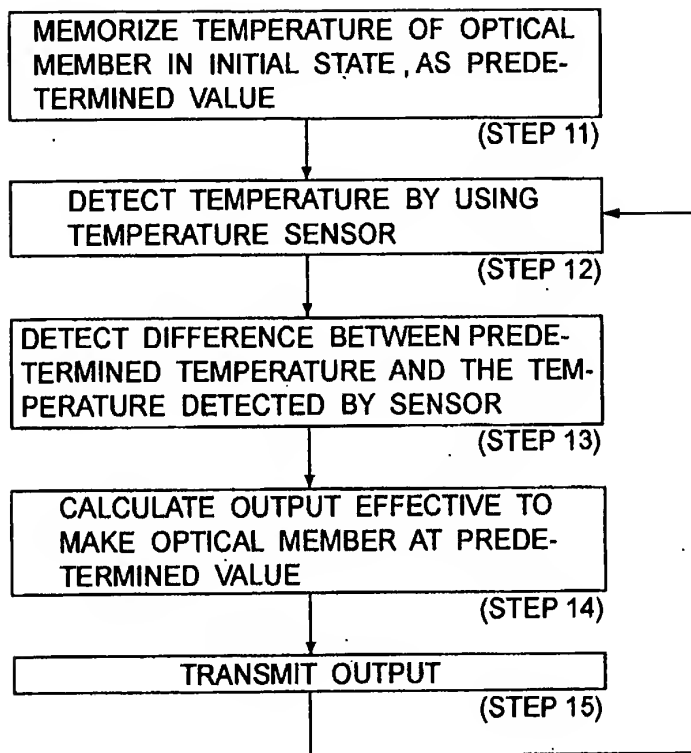 MEMORIZE TEMPERATURE OF OPTICAL
MEMBER IN INITIAL STATE, AS PREDE-
TERMINED VALUE
(STEP 11)
DETECT TEMPERATURE BY USING
TEMPERATURE SENSOR
(STEP 12)
DETECT DIFFERENCE BETWEEN PREDE-
TERMINED TEMPERATURE AND THE TEM-
PERATURE DETECTED BY SENSOR
(STEP 13)
CALCULATE OUTPUT EFFECTIVE TO
MAKE OPTICAL MEMBER AT PREDE-
TERMINED VALUE
(STEP 14)
TRANSMIT OUTPUT
(STEP 15)